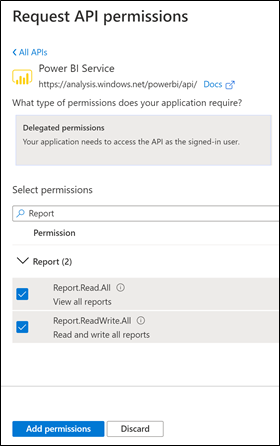 Request API permissions
All APIs
Power BI Service
https://analysis.windows.net/powerbi/api/ Docs
What type of permissions does your application require?
Delegated permissions
Your application needs to access the API as the signed-in user.
Select permissions
Report
Permission
Report (2)
Report.Read.All
View all reports
Report.ReadWrite.All
Read and write all reports
Add permissions Discard